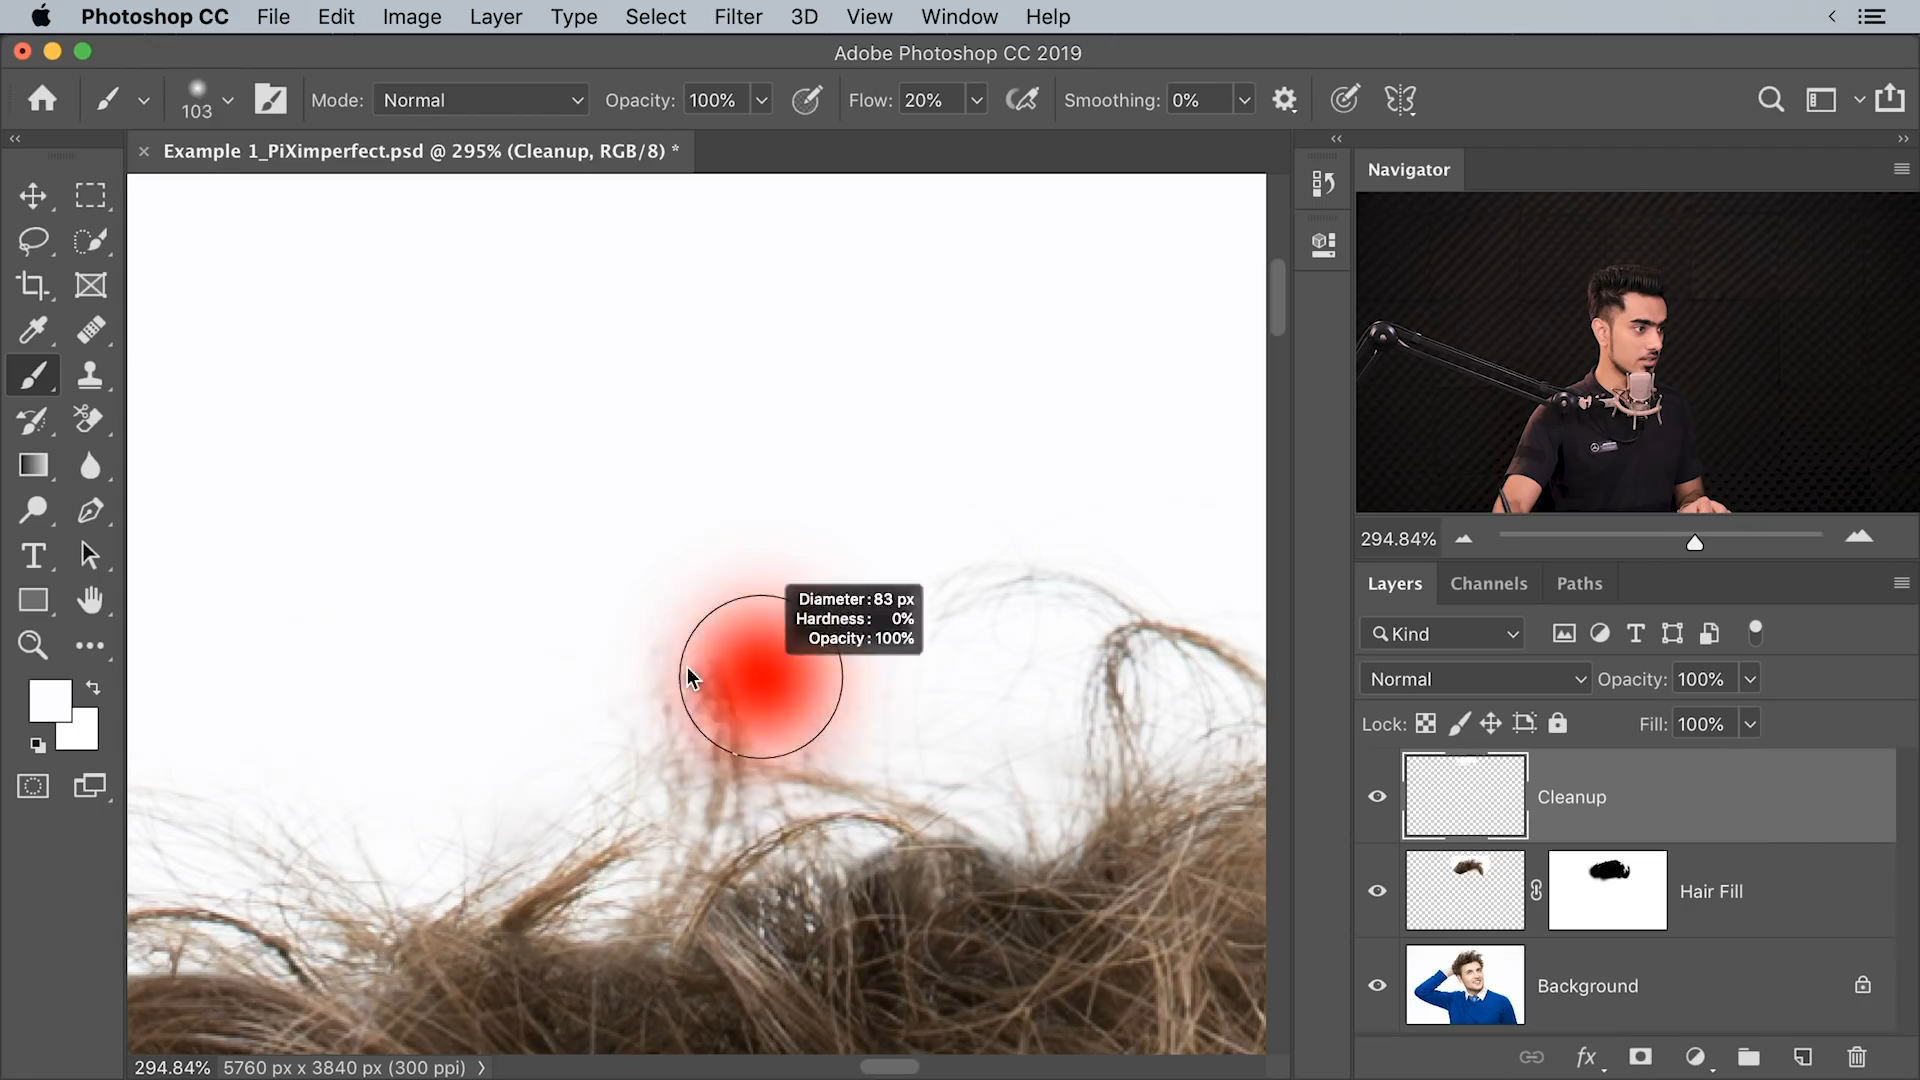 Photoshop CC File Edit Image Layer Type Select Filter 3D View Window Help
Adobe Photoshop CC 2019
103 Mode: Normal Opacity: 100% Flow: 20% Smoothing: 0%
Example 1_PiXimperfect.psd @ 295% (Cleanup, RGB/8) *
Navigator
Diameter: 83 px
Hardness: 0%
Opacity: 100%
294.84%
Layers Channels Paths
Kind
Normal Opacity: 100%
Lock: Fill: 100%
Cleanup
Hair Fill
Background
294.84% 5760 px x 3840 px (300 ppi)